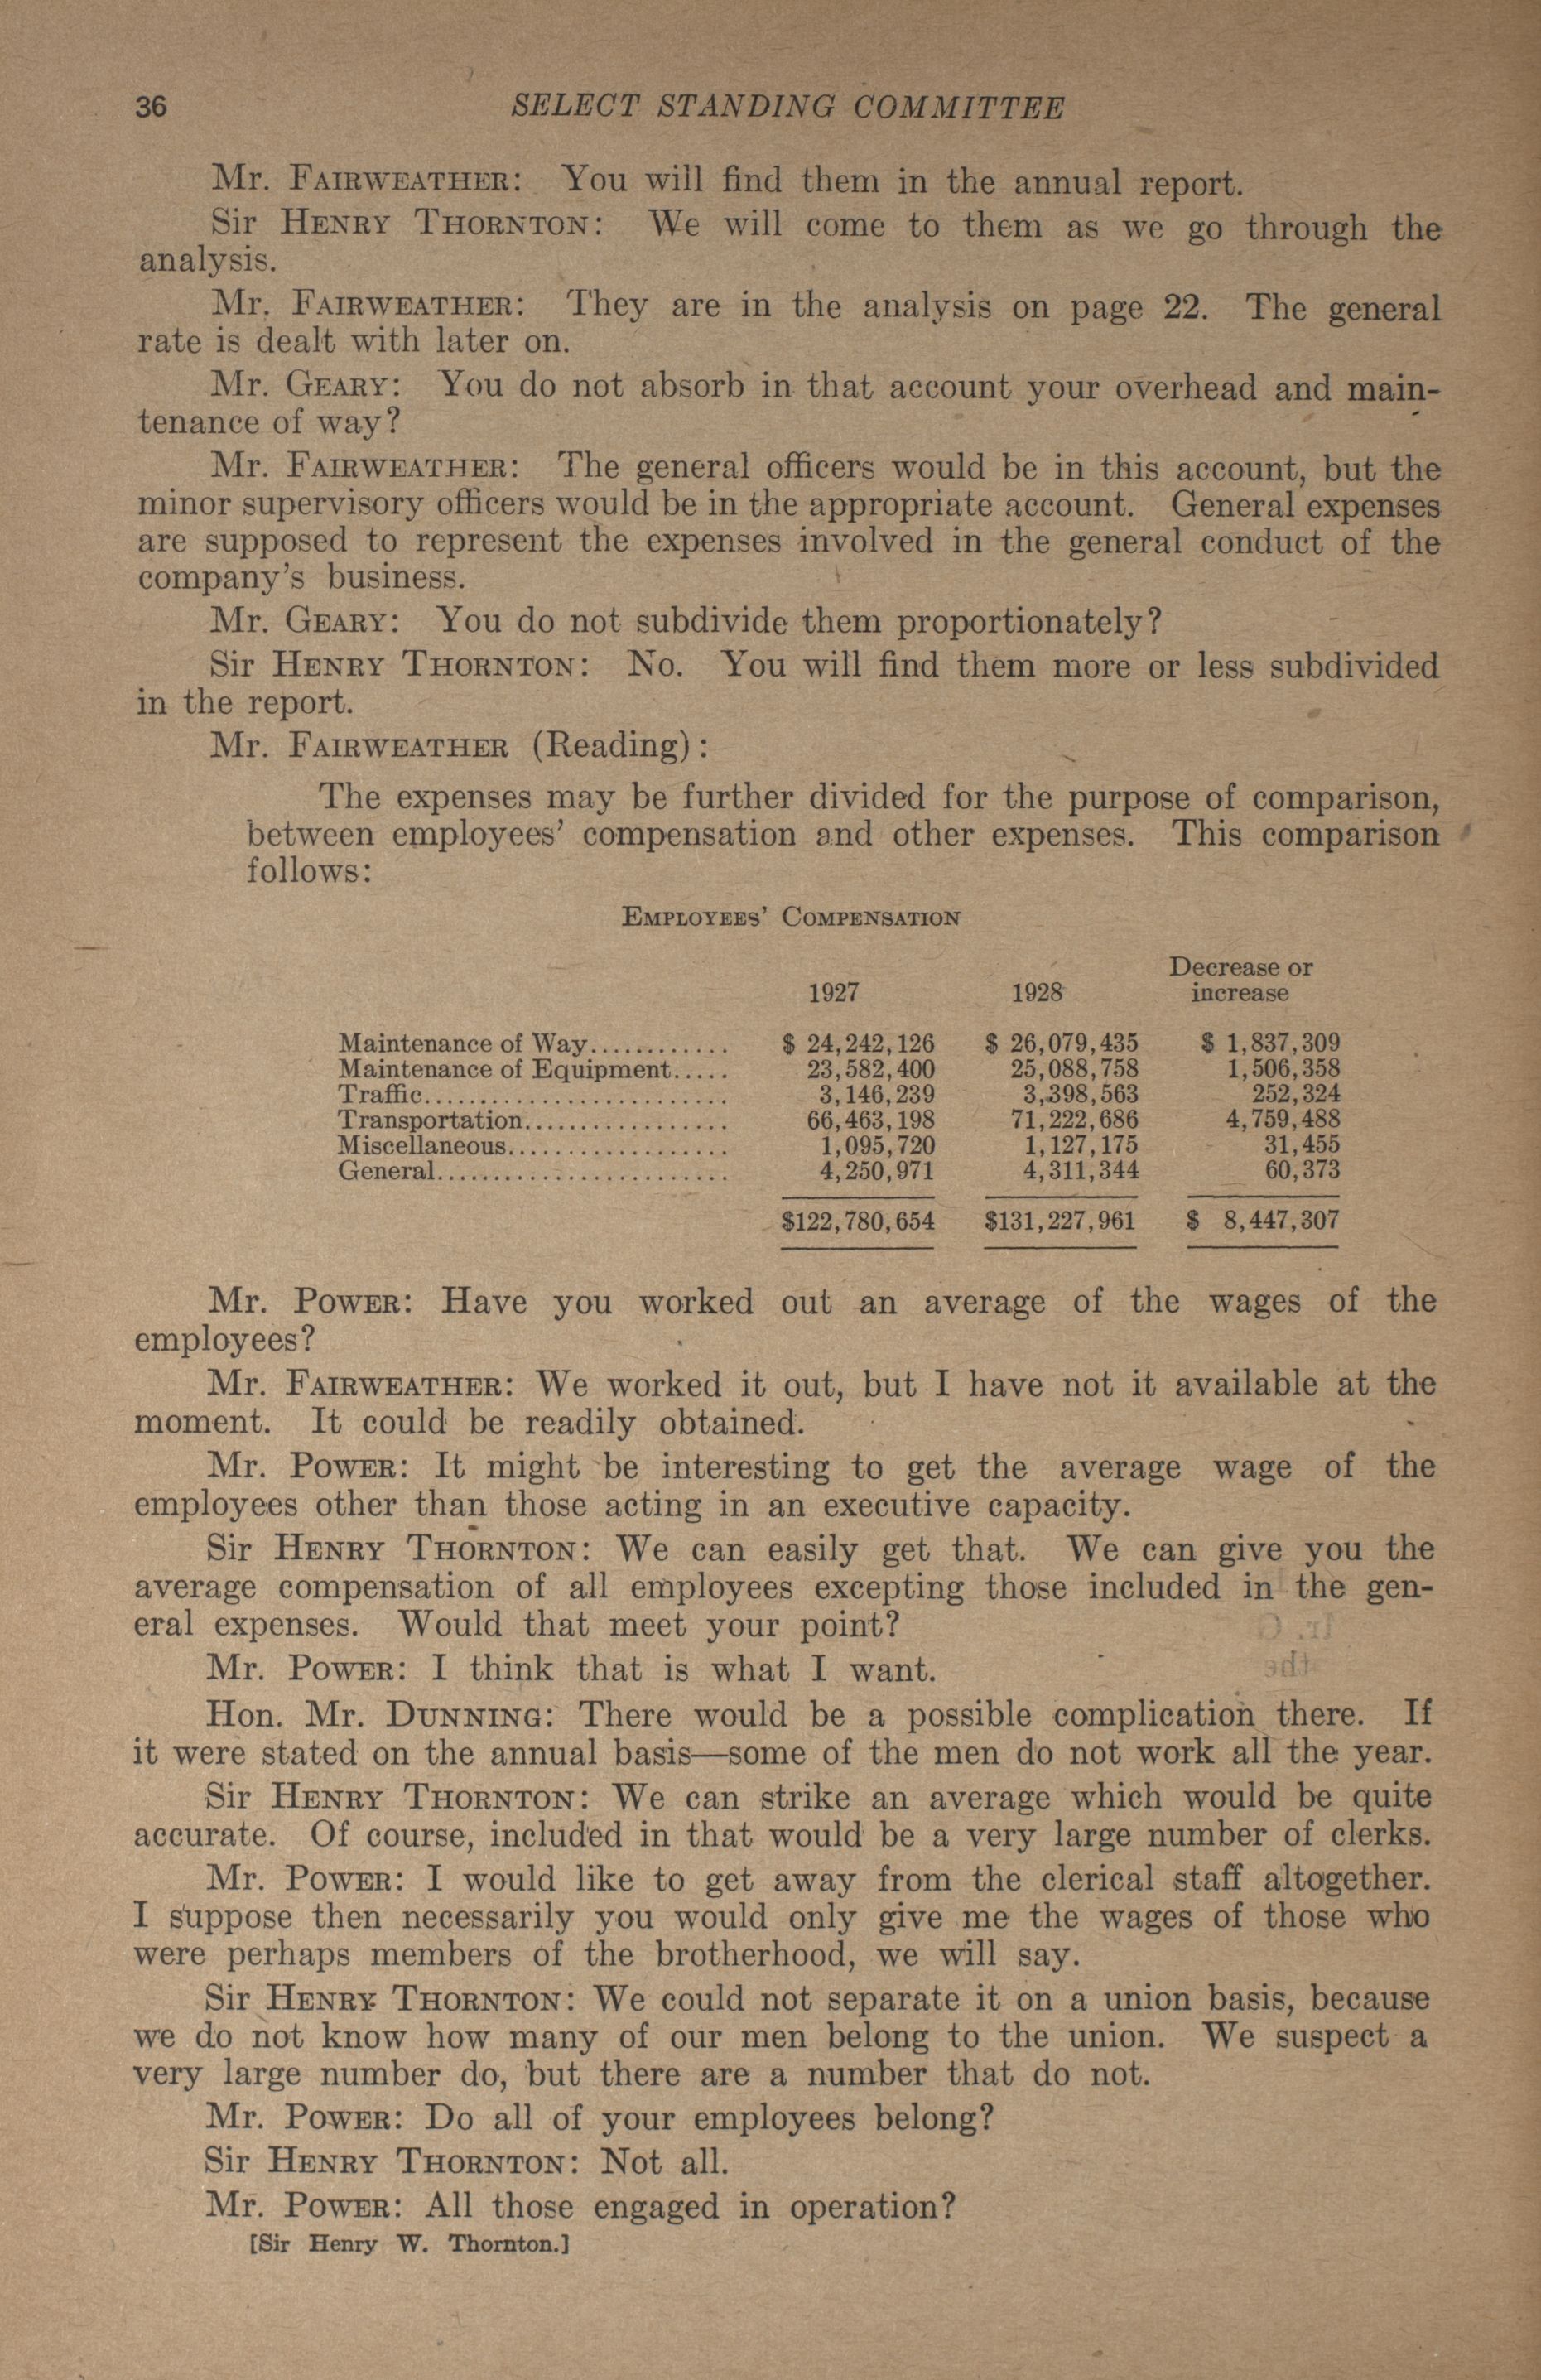 36 SELECT STANDING COMMITTEE
Mr. FAIRWEATHER: You will find them in the annual report.
Sir HENRY THORNTON: We will come to them as we go through the
analysis.
Mr. FAIRWEATHER: They are in the analysis on page 22. The general
rate is dealt with later on.
Mr. GEARY: You do not absorb in that account your overhead and main-
tenance of way?
Mr. FAIRWEATHER: The general officers would be in this account, but the
minor supervisory officers would be in the appropriate account. General expenses
are supposed to represent the expenses involved in the general conduct of the
company's business.
Mr. GEARY: You do not subdivide them proportionately?
Sir HENRY THORNTON: No. You will find them more or less subdivided
in the report.
Mr. FAIRWEATHER (Reading):
The expenses may be further divided for the purpose of comparison,
between employees' compensation and other expenses. This comparison
follows:
EMPLOYEES' COMPENSATION
Decrease or
1927 1928 increase
Maintenance of Way............ $ 24,242,126 $ 26,079,435 $ 1,837,309
Maintenance of Equipment..... 23,582,400 25,088,758 1,506,358
Traffic.......................... 3,146,239 3,398,563 252,324
Transportation................. 66,463,198 71,222,686 4,759,488
Miscellaneous.................. 1,095,720 1,127,175 31,455
General......................... 4,250,971 4,311,344 60,373
$122,780,654 $131,227,961 $ 8,447,307
Mr. POWER: Have you worked out an average of the wages of the
employees?
Mr. FAIRWEATHER: We worked it out, but I have not it available at the
moment. It could be readily obtained.
Mr. POWER: It might be interesting to get the average wage of the
employees other than those acting in an executive capacity.
Sir HENRY THORNTON: We can easily get that. We can give you the
average compensation of all employees excepting those included in the gen-
eral expenses. Would that meet your point?
Mr. POWER: I think that is what I want.
Hon. Mr. DUNNING: There would be a possible complication there. If
it were stated on the annual basis—some of the men do not work all the year.
Sir HENRY THORNTON: We can strike an average which would be quite
accurate. Of course, included in that would be a very large number of clerks.
Mr. POWER: I would like to get away from the clerical staff altogether.
I suppose then necessarily you would only give me the wages of those who
were perhaps members of the brotherhood, we will say.
Sir HENRY THORNTON: We could not separate it on a union basis, because
we do not know how many of our men belong to the union. We suspect a
very large number do, but there are a number that do not.
Mr. POWER: Do all of your employees belong?
Sir HENRY THORNTON: Not all.
Mr. POWER: All those engaged in operation?
[Sir Henry W. Thornton.]